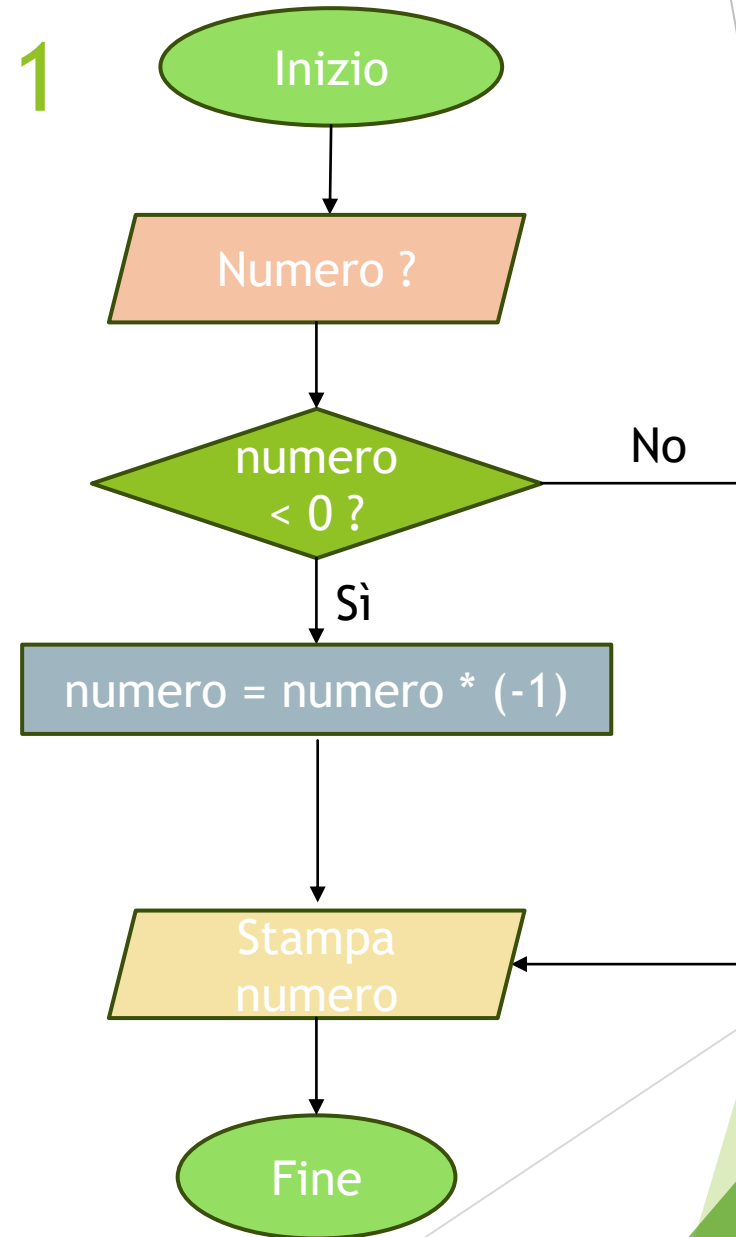 1
Inizio
Numero ?
numero
< 0 ?
No
Sì
numero = numero * (-1)
Stampa
numero
Fine